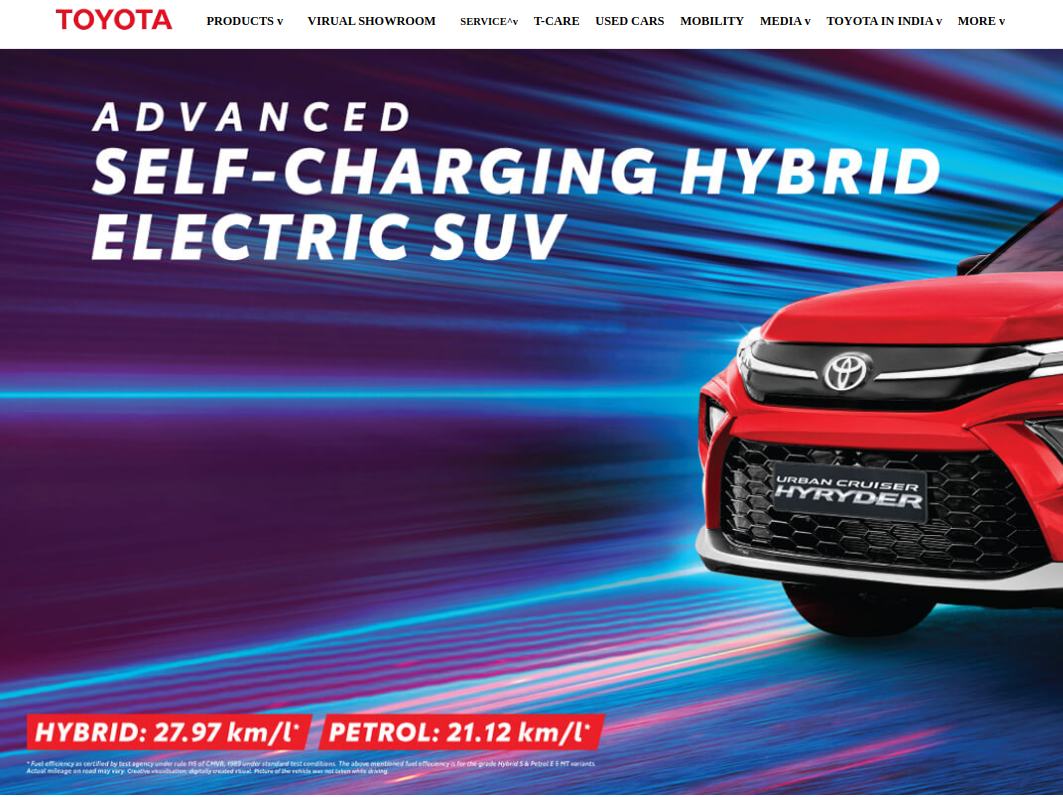 TOYOTA PRODUCTS v VIRUAL SHOWROOM SERVICE^v T-CARE USED CARS MOBILITY MEDIA v TOYOTA IN INDIA v MORE v
ADVANCED
SELF-CHARGING HYBRID
ELECTRIC SUV
URBAN CRUISER
HYRYDER
HYBRID: 27.97 km/l* PETROL: 21.12 km/l*
* Fuel efficiency as certified by test agency under rule 115 of CMVR, 1989 under standard test conditions. The above mentioned fuel effeciency is for the grade Hybrid S & Petrol E 5 MT variants.
Actual mileage on road may vary. Creative visualisation: digitally created visual. Picture of the vehicle was not taken while driving.